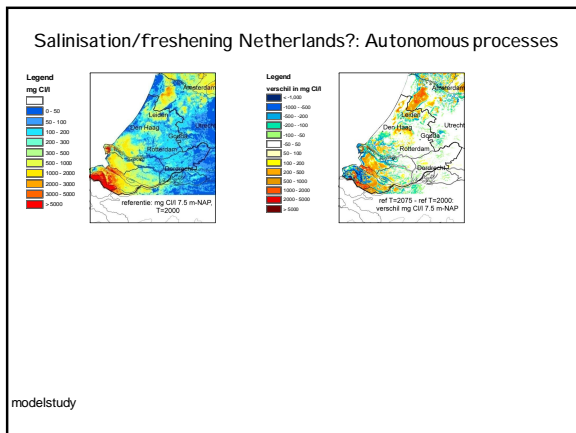 Salinisation/freshening Netherlands?: Autonomous processes
Legend
mg Cl/l
0 - 50
50 - 100
100 - 200
200 - 300
300 - 500
500 - 1000
1000 - 2000
2000 - 3000
3000 - 5000
> 5000
Amsterdam
Leiden
Den Haag
Utrecht
Gouda
Rotterdam
Dordrecht
referentie: mg Cl/l 7.5 m-NAP,
T=2000
Legend
verschil in mg Cl/l
< -1,000
-1000 - -500
-500 - -200
-200 - -100
-100 - -50
-50 - 50
50 - 100
100 - 200
200 - 500
500 - 1000
1000 - 2000
2000 - 5000
> 5000
Amsterdam
Leiden
Den Haag
Utrecht
Gouda
Rotterdam
Dordrecht
ref T=2075 - ref T=2000:
verschil mg Cl/l 7.5 m-NAP
modelstudy